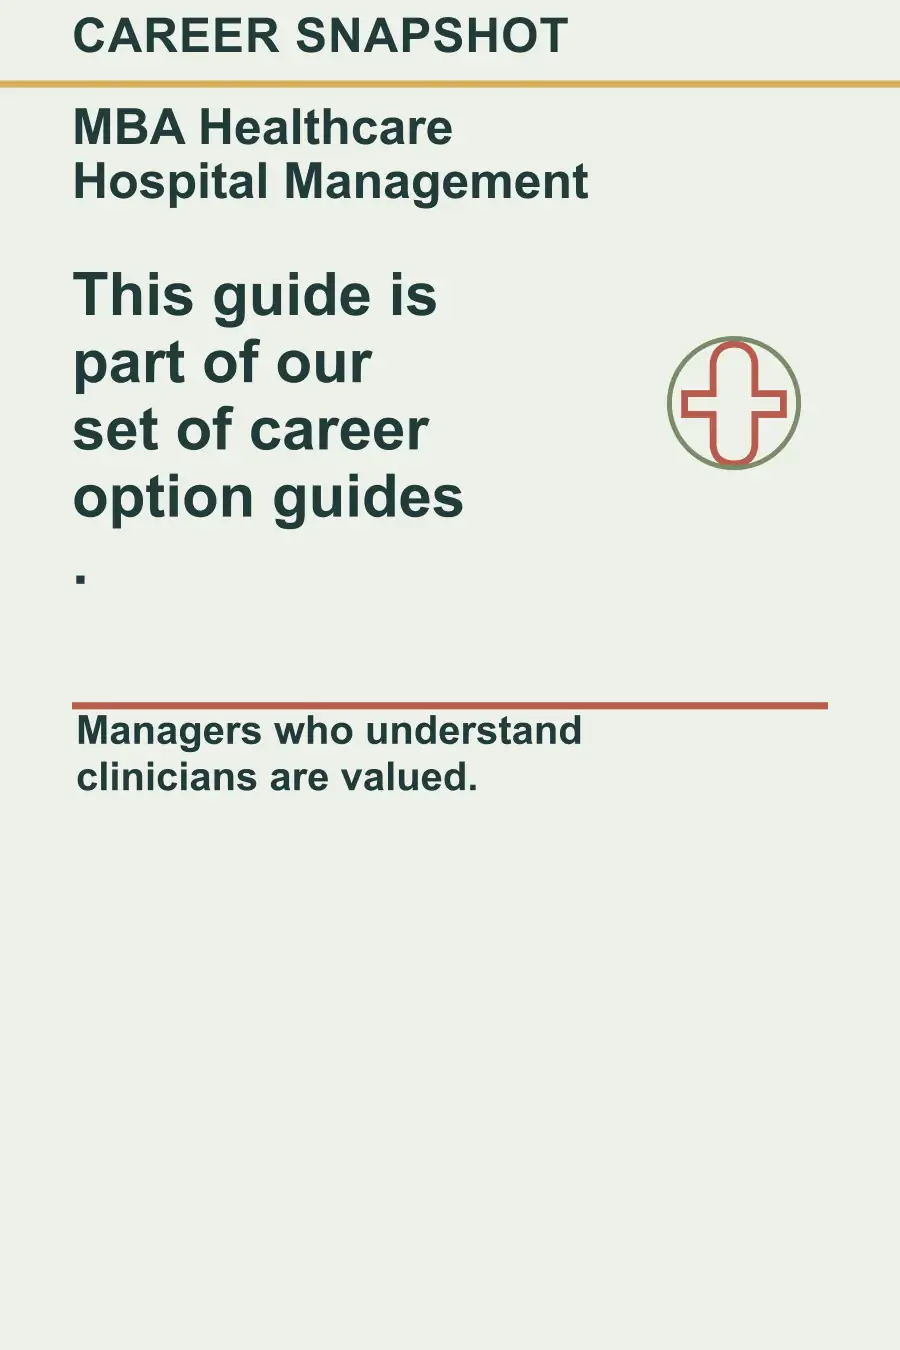 CAREER SNAPSHOT
MBA Healthcare
Hospital Management
This guide is
part of our
set of career
option guides
.
Managers who understand
clinicians are valued.